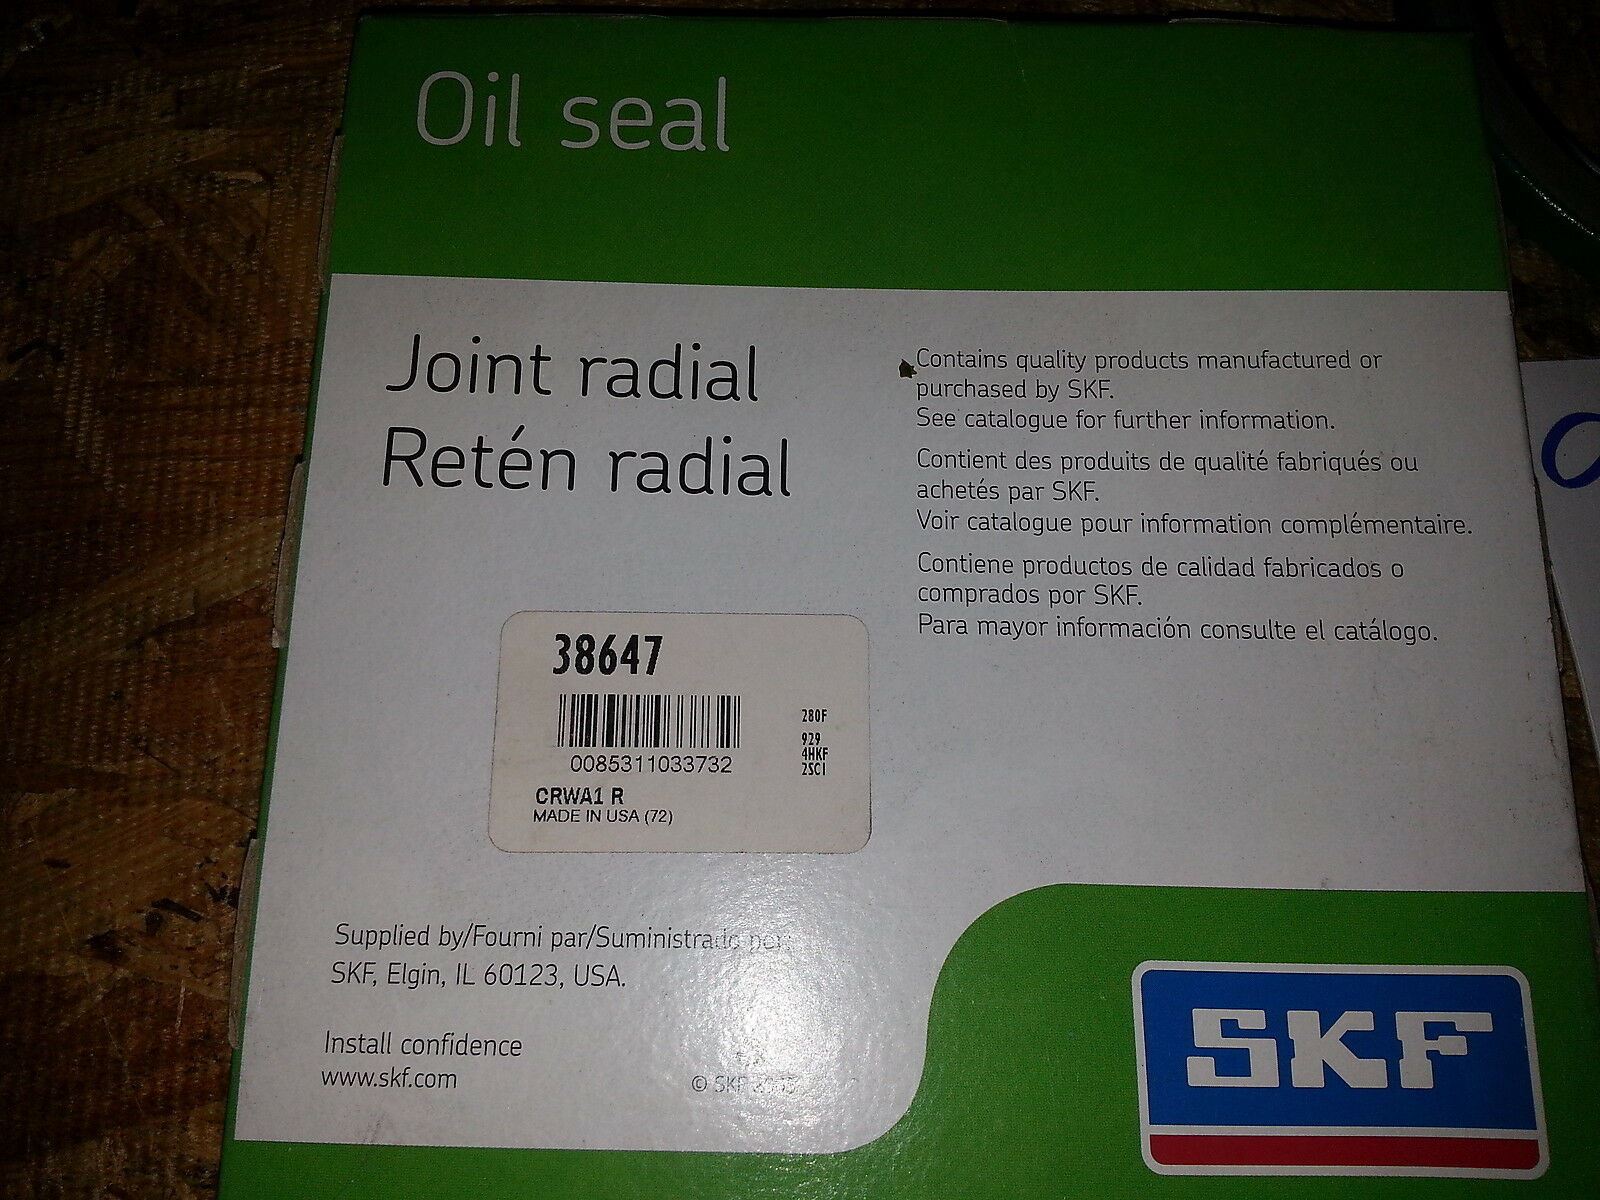 Oil seal
Joint radial
Retén radial
Contains quality products manufactured or
purchased by SKF.
See catalogue for further information.
Contient des produits de qualité fabriqués ou
achetés par SKF.
Voir catalogue pour information complémentaire.
Contiene productos de calidad fabricados o
comprados por SKF.
Para mayor información consulte el catálogo.
38647
280F
929
4HKF
2SC1
0085311033732
CRWA1 R
MADE IN USA (72)
Supplied by/Fourni par/Suministrado por:
SKF, Elgin, IL 60123, USA.
Install confidence
www.skf.com
© SKF
SKF